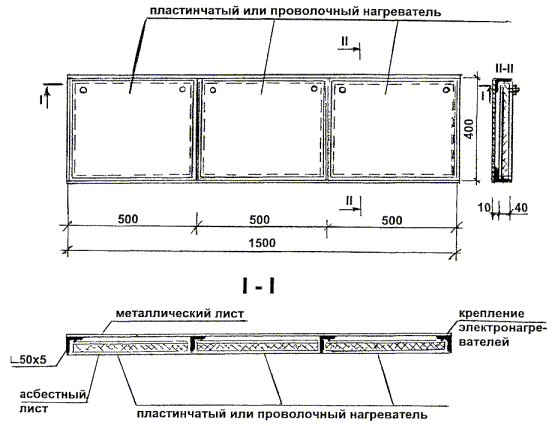 пластинчатый или проволочный нагреватель
II
II-II
I
I
400
II
10
40
500
500
500
1500
I - I
металлический лист
крепление
электронагре-
вателей
∟50x5
асбестный
лист
пластинчатый или проволочный нагреватель